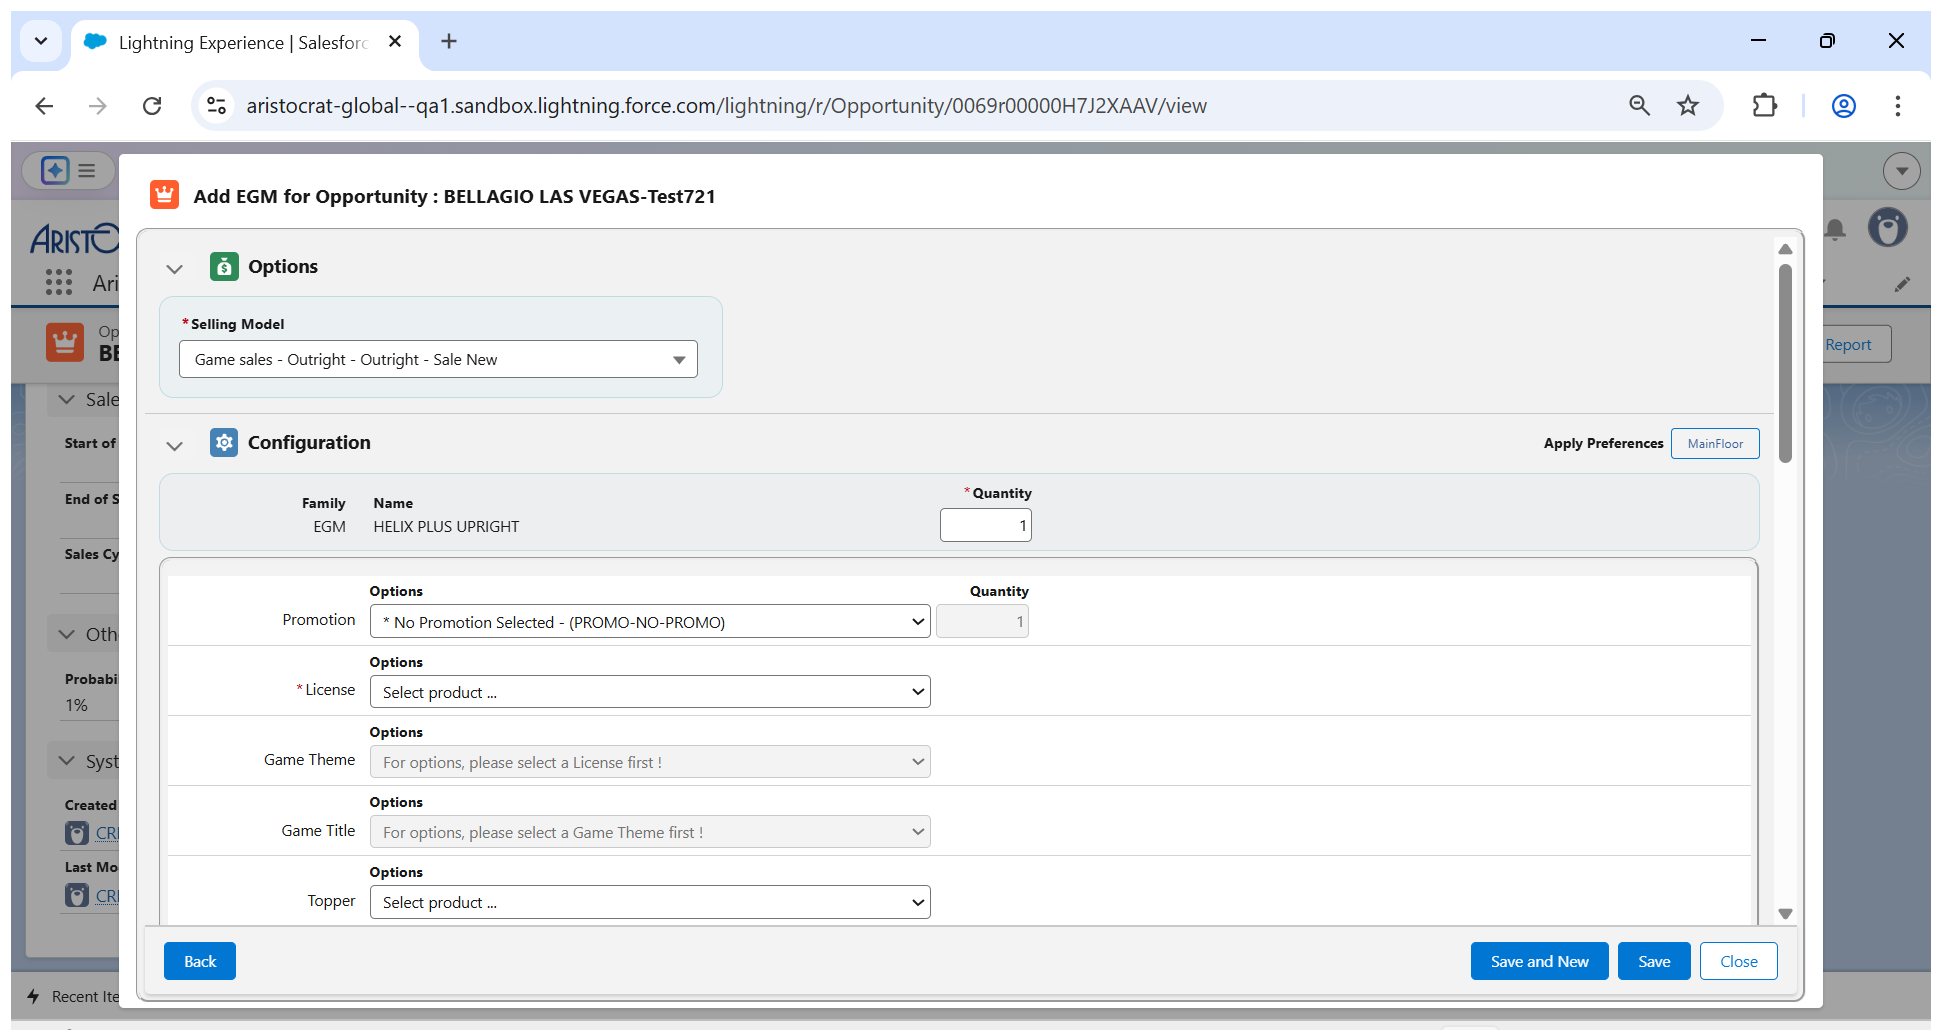 Lightning Experience | Salesforc
aristocrat-global--qa1.sandbox.lightning.force.com/lightning/r/Opportunity/0069r00000H7J2XAAV/view
Add EGM for Opportunity : BELLAGIO LAS VEGAS-Test721
ARISTO
Ari
Op
BE
Report
Options
*Selling Model
Game sales - Outright - Outright - Sale New
Sale
Start of
End of S
Sales Cy
Oth
Probabi
1%
Syst
Created
CRI
Last Mo
CRI
Configuration
Apply Preferences
MainFloor
Family
Name
*Quantity
EGM
HELIX PLUS UPRIGHT
1
Options
Quantity
Promotion
* No Promotion Selected - (PROMO-NO-PROMO)
1
Options
*License
Select product ...
Options
Game Theme
For options, please select a License first !
Options
Game Title
For options, please select a Game Theme first !
Options
Topper
Select product ...
Back
Save and New
Save
Close
Recent Ite